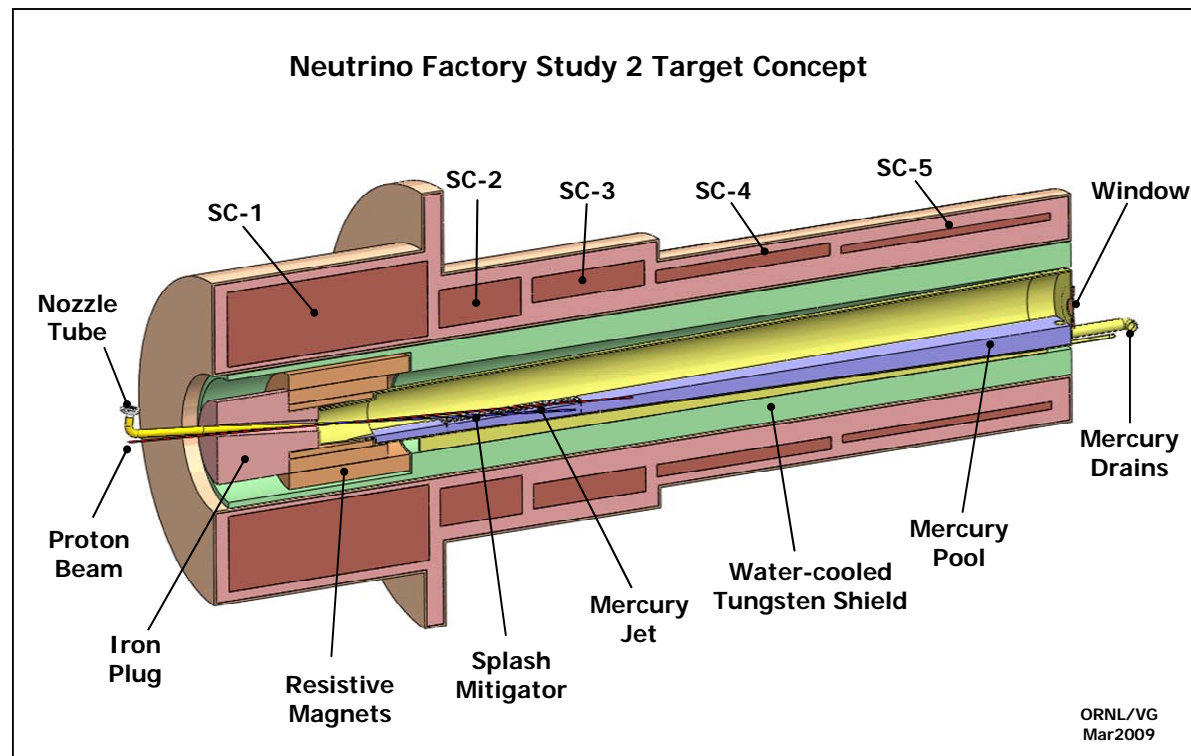 Neutrino Factory Study 2 Target Concept
SC-1
SC-2
SC-3
SC-4
SC-5
Window
Nozzle
Tube
Proton
Beam
Iron
Plug
Resistive
Magnets
Splash
Mitigator
Mercury
Jet
Water-cooled
Tungsten Shield
Mercury
Pool
Mercury
Drains
ORNL/VG
Mar2009